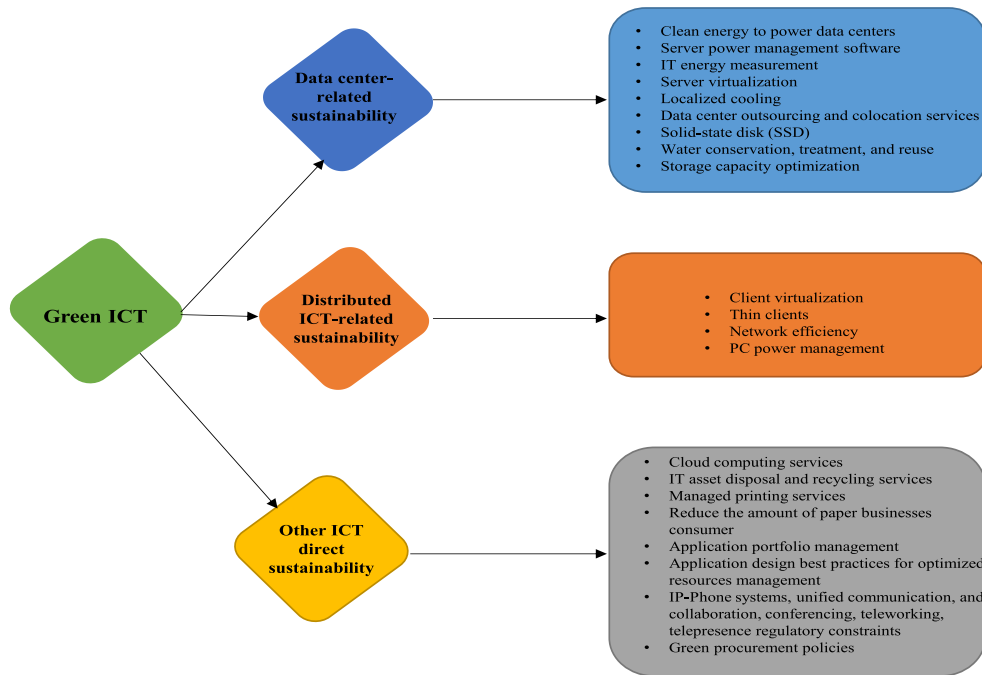 Green ICT
Data center-
related
sustainability
• Clean energy to power data centers
• Server power management software
• IT energy measurement
• Server virtualization
• Localized cooling
• Data center outsourcing and colocation services
• Solid-state disk (SSD)
• Water conservation, treatment, and reuse
• Storage capacity optimization
Distributed
ICT-related
sustainability
• Client virtualization
• Thin clients
• Network efficiency
• PC power management
Other ICT
direct
sustainability
• Cloud computing services
• IT asset disposal and recycling services
• Managed printing services
• Reduce the amount of paper businesses
consumer
• Application portfolio management
• Application design best practices for optimized
resources management
• IP-Phone systems, unified communication, and
collaboration, conferencing, teleworking,
telepresence regulatory constraints
• Green procurement policies